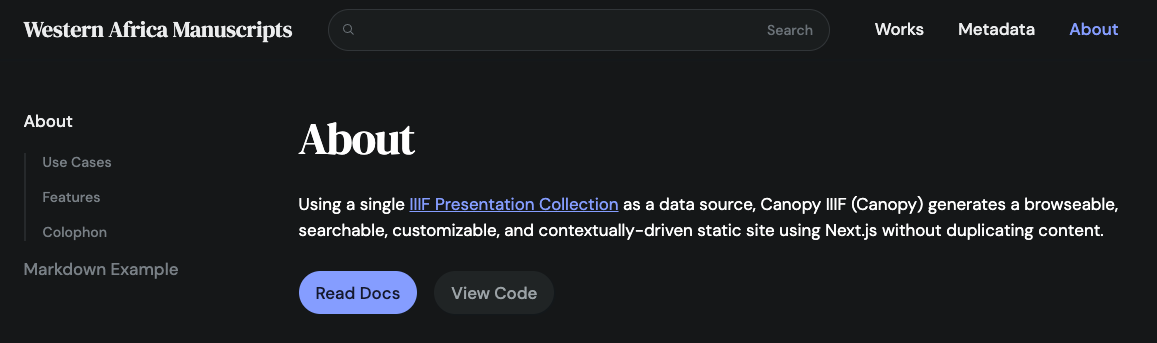 Western Africa Manuscripts
Search
Works
Metadata
About
About
Use Cases
Features
Colophon
Markdown Example
About
Using a single IIIF Presentation Collection as a data source, Canopy IIIF (Canopy) generates a browseable,
searchable, customizable, and contextually-driven static site using Next.js without duplicating content.
Read Docs
View Code